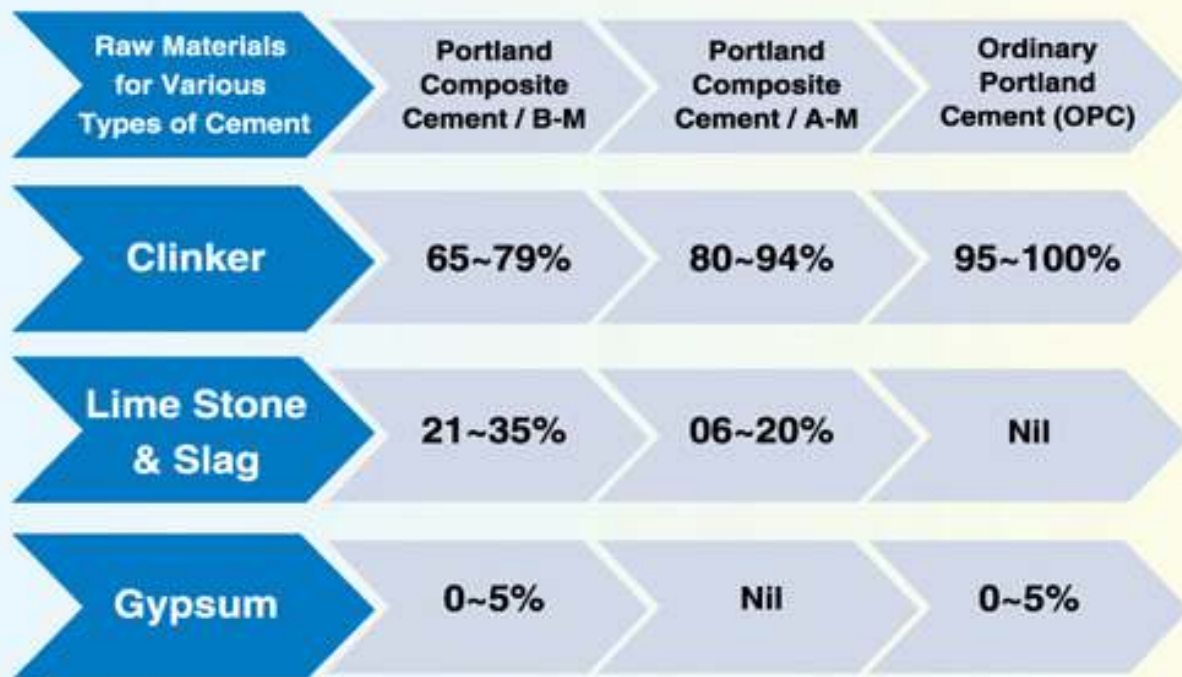 Raw Materials
for Various
Types of Cement
Portland
Composite
Cement / B-M
Portland
Composite
Cement / A-M
Ordinary
Portland
Cement (OPC)
Clinker
65~79%
80~94%
95~100%
Lime Stone
& Slag
21~35%
06~20%
Nil
Gypsum
0~5%
Nil
0~5%